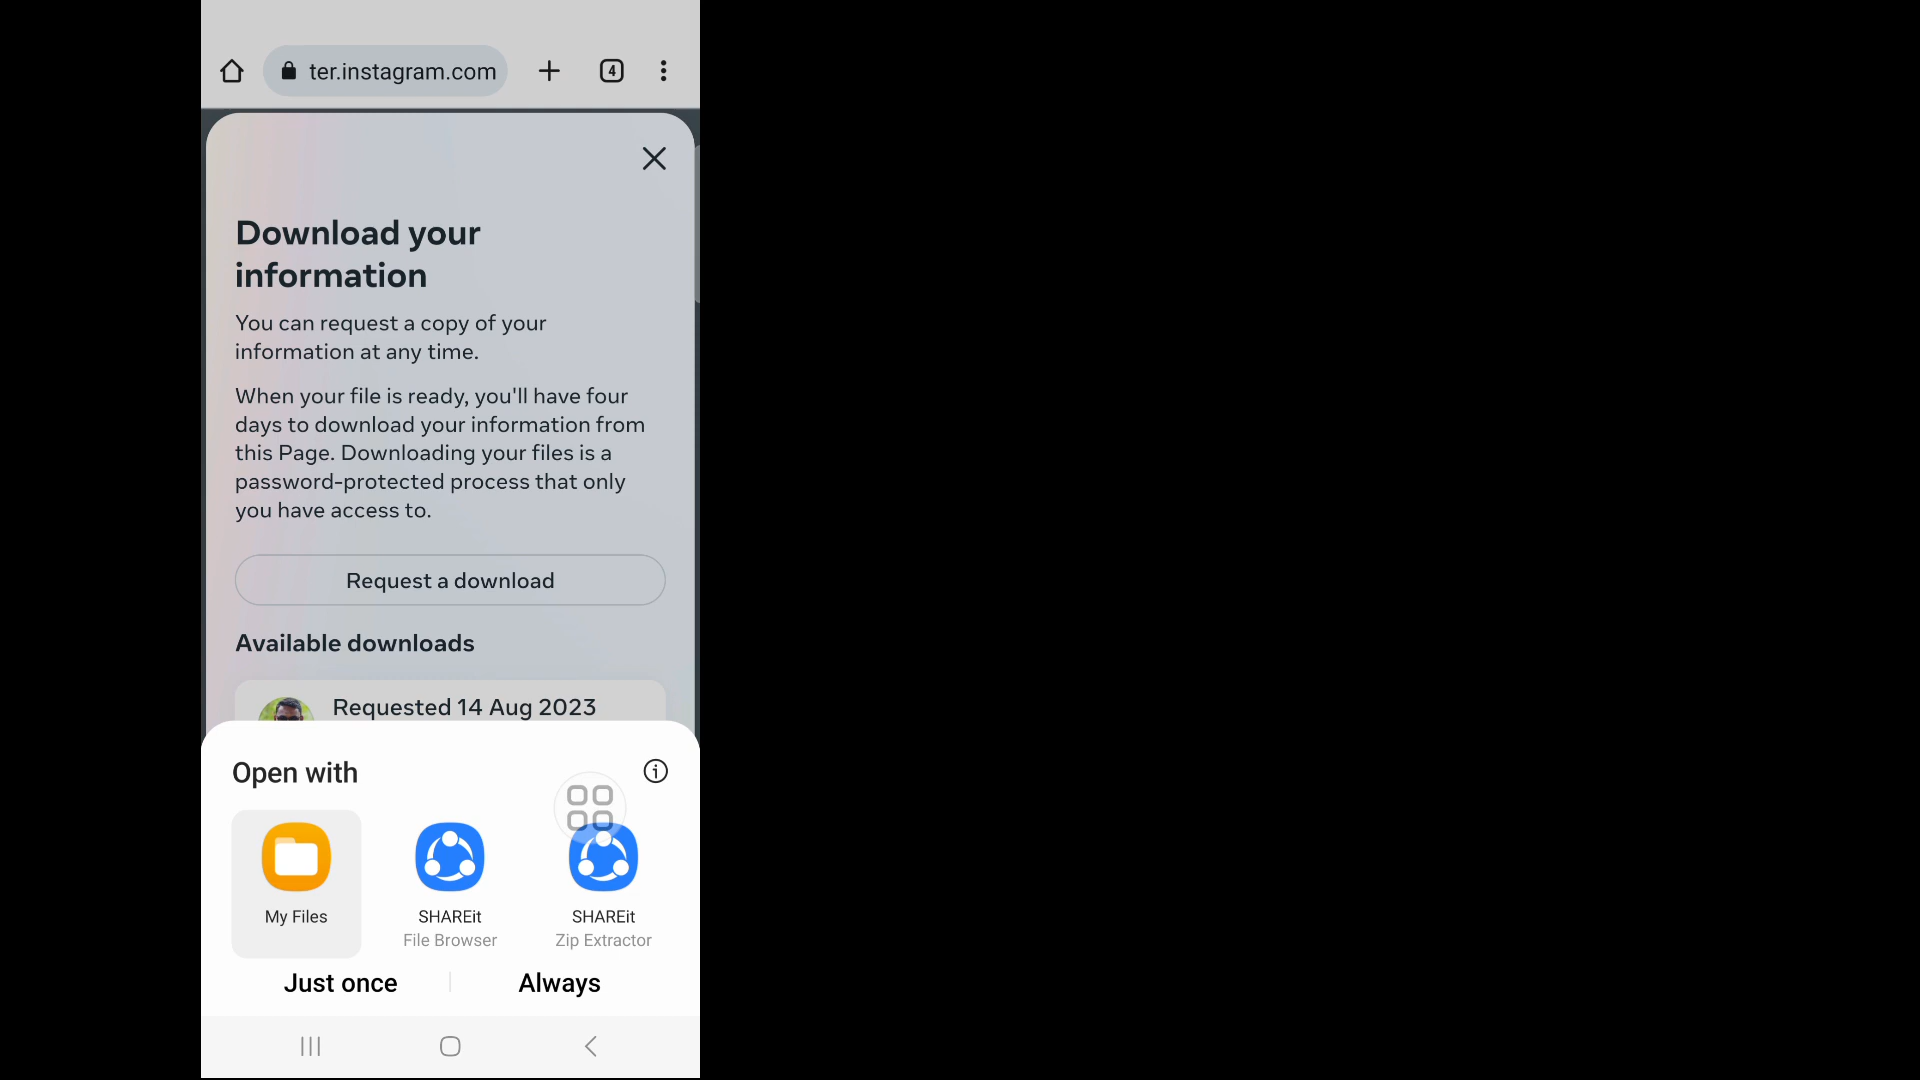 ter.instagram.com
4
Download your
information
You can request a copy of your
information at any time.
When your file is ready, you'll have four
days to download your information from
this Page. Downloading your files is a
password-protected process that only
you have access to.
Request a download
Available downloads
Requested 14 Aug 2023
Open with
My Files
SHAREit
File Browser
SHAREit
Zip Extractor
Just once
Always